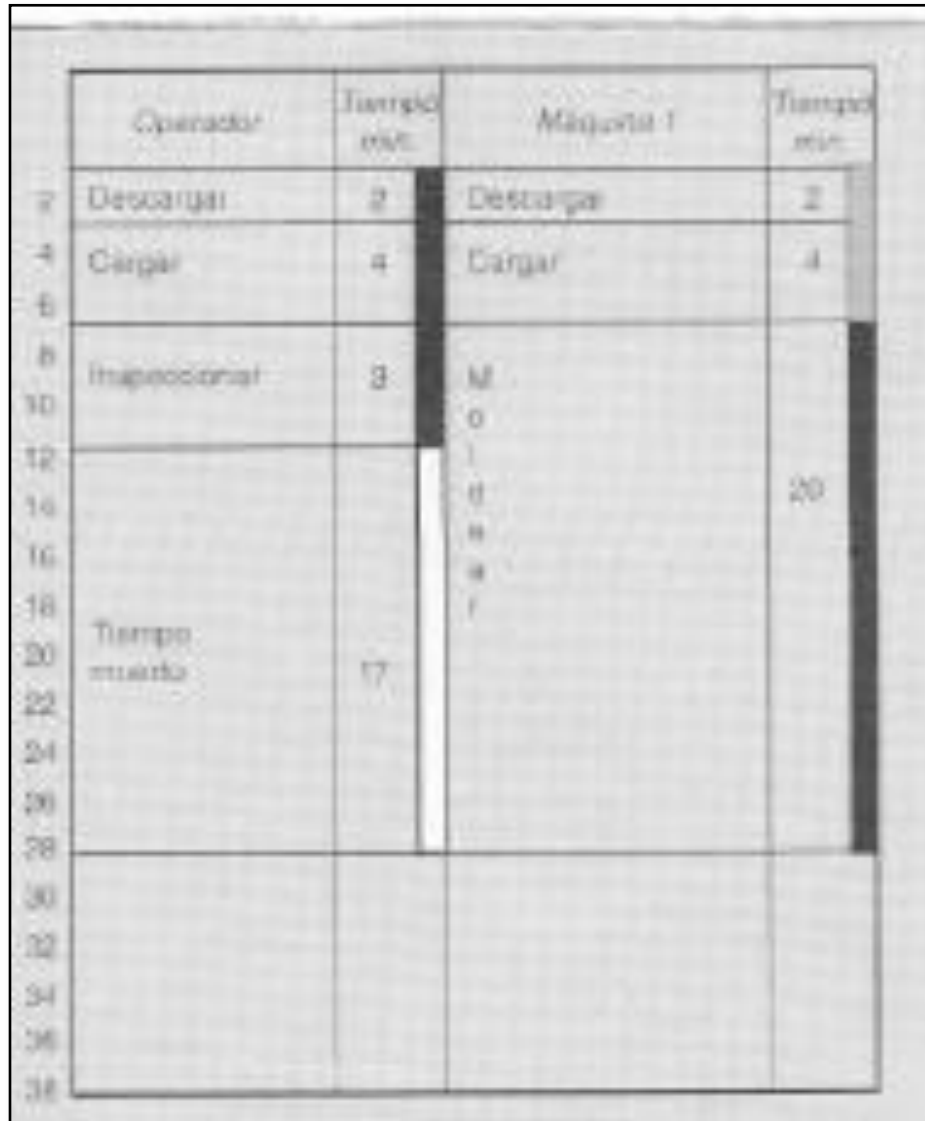 Operador Tiempo min. Máquina 1 Tiempo min.
2 Descargar 2 Descargar 2
4 Cargar 4 Cargar 4
6
8 Inspeccionar 3 M
10 o
12 l
14 d 20
16 e
a
18 r
20 Tiempo
muerto 17
22
24
26
28
30
32
34
36
38